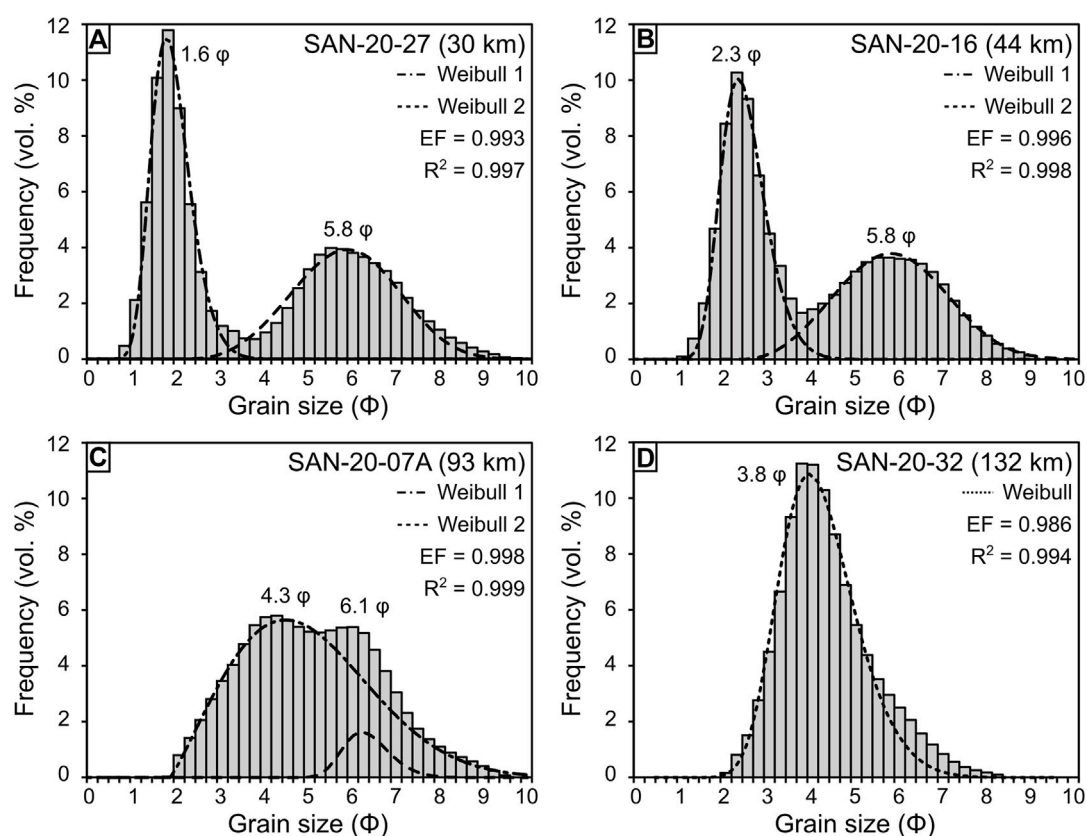 A
SAN-20-27 (30 km)
1.6 φ
Weibull 1
Weibull 2
EF = 0.993
R² = 0.997
5.8 φ
Frequency (vol. %)
12
10
8
6
4
2
0
0 1 2 3 4 5 6 7 8 9 10
Grain size (Φ)
B
SAN-20-16 (44 km)
2.3 φ
Weibull 1
Weibull 2
EF = 0.996
R² = 0.998
5.8 φ
Frequency (vol. %)
12
10
8
6
4
2
0
0 1 2 3 4 5 6 7 8 9 10
Grain size (Φ)
C
SAN-20-07A (93 km)
Weibull 1
Weibull 2
EF = 0.998
R² = 0.999
4.3 φ
6.1 φ
Frequency (vol. %)
12
10
8
6
4
2
0
0 1 2 3 4 5 6 7 8 9 10
Grain size (Φ)
D
SAN-20-32 (132 km)
3.8 φ
Weibull
EF = 0.986
R² = 0.994
Frequency (vol. %)
12
10
8
6
4
2
0
0 1 2 3 4 5 6 7 8 9 10
Grain size (Φ)